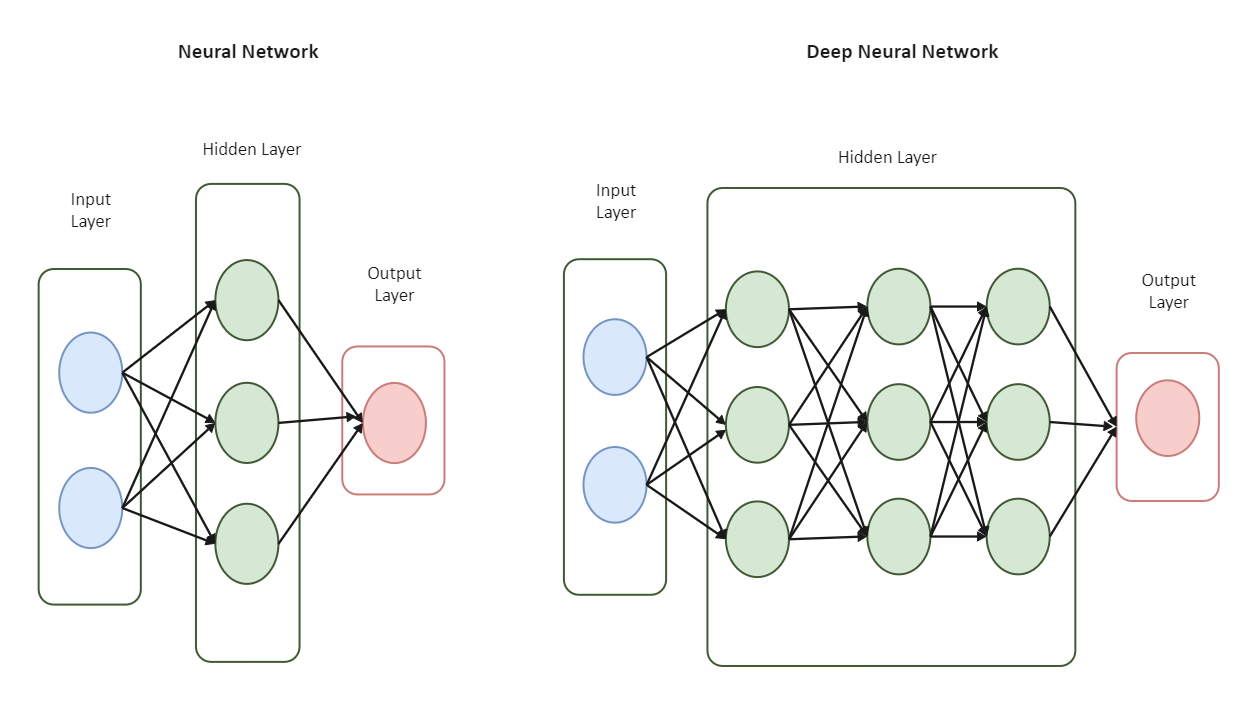 Neural Network
Hidden Layer
Input
Layer
Output
Layer
Deep Neural Network
Hidden Layer
Input
Layer
Output
Layer